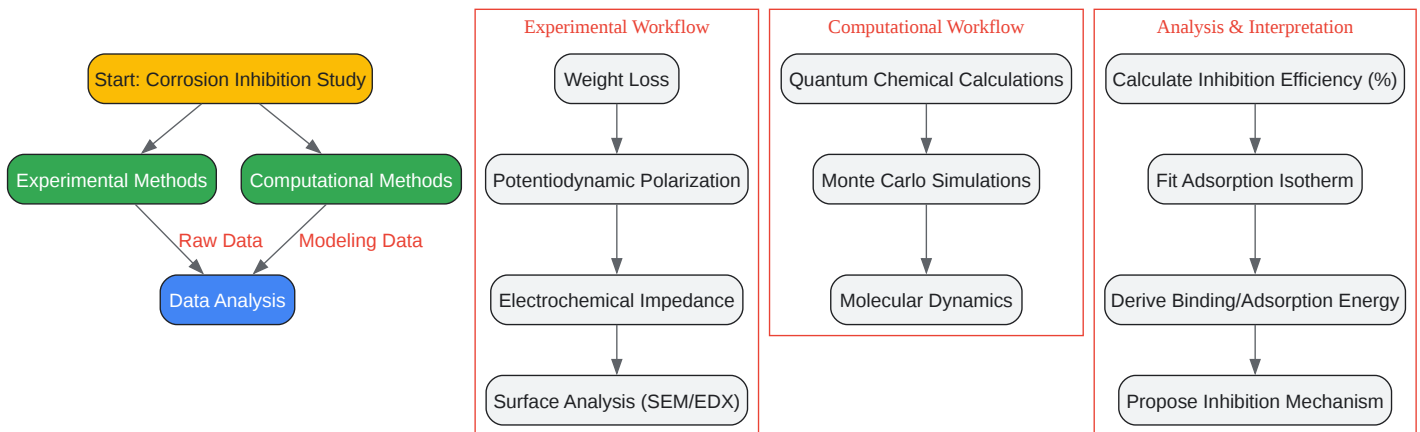 Start: Corrosion Inhibition Study
Experimental Methods
Computational Methods
Raw Data
Modeling Data
Data Analysis
Experimental Workflow
Weight Loss
Potentiodynamic Polarization
Electrochemical Impedance
Surface Analysis (SEM/EDX)
Computational Workflow
Quantum Chemical Calculations
Monte Carlo Simulations
Molecular Dynamics
Analysis & Interpretation
Calculate Inhibition Efficiency (%)
Fit Adsorption Isotherm
Derive Binding/Adsorption Energy
Propose Inhibition Mechanism